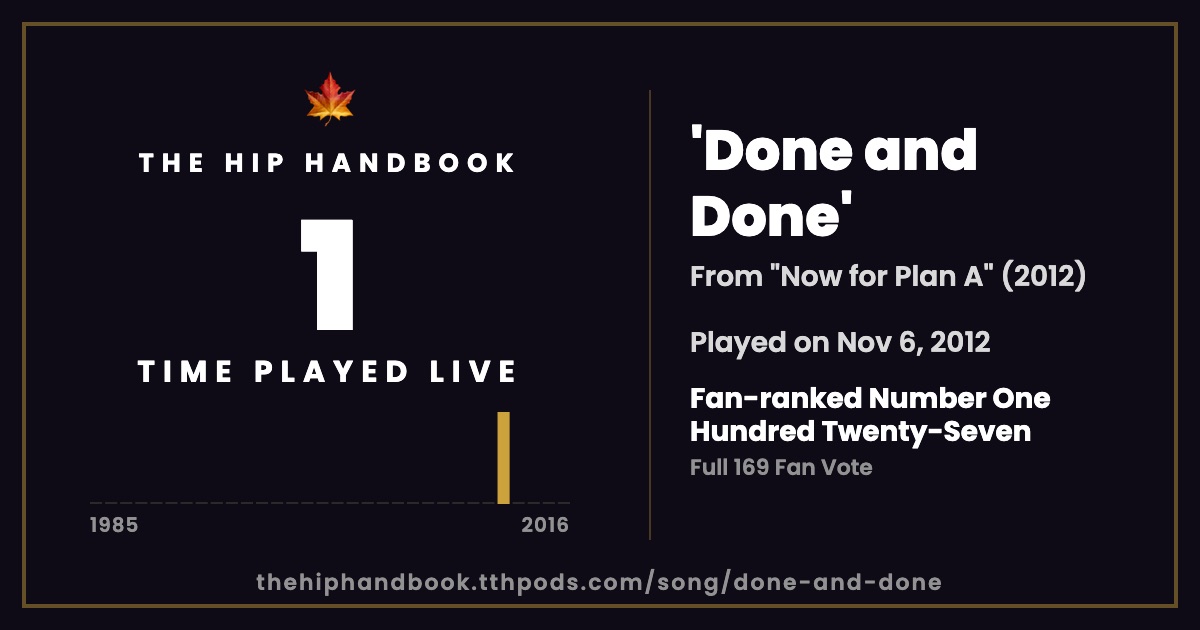 THE HIP HANDBOOK
1
TIME PLAYED LIVE
1985
2016
'Done and
Done'
From "Now for Plan A" (2012)
Played on Nov 6, 2012
Fan-ranked Number One
Hundred Twenty-Seven
Full 169 Fan Vote
thehiphandbook.tthpods.com/song/done-and-done